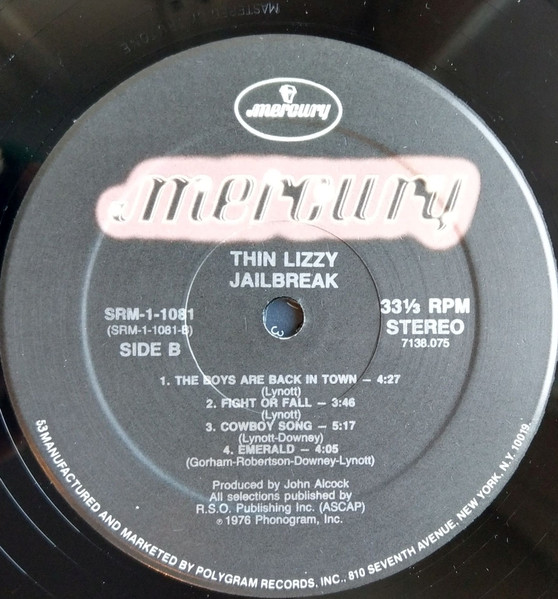 mercury
mercury
THIN LIZZY
JAILBREAK
SRM-1-1081
(SRM-1-1081-B)
SIDE B
33⅓ RPM
STEREO
7138.075
1. THE BOYS ARE BACK IN TOWN – 4:27
(Lynott)
2. FIGHT OR FALL – 3:46
(Lynott)
3. COWBOY SONG – 5:17
(Lynott-Downey)
4. EMERALD – 4:05
(Gorham-Robertson-Downey-Lynott)
Produced by John Alcock
All selections published by
R.S.O. Publishing Inc. (ASCAP)
℗ 1976 Phonogram, Inc.
53 MANUFACTURED AND MARKETED BY POLYGRAM RECORDS, INC., 810 SEVENTH AVENUE, NEW YORK, N.Y. 10019.